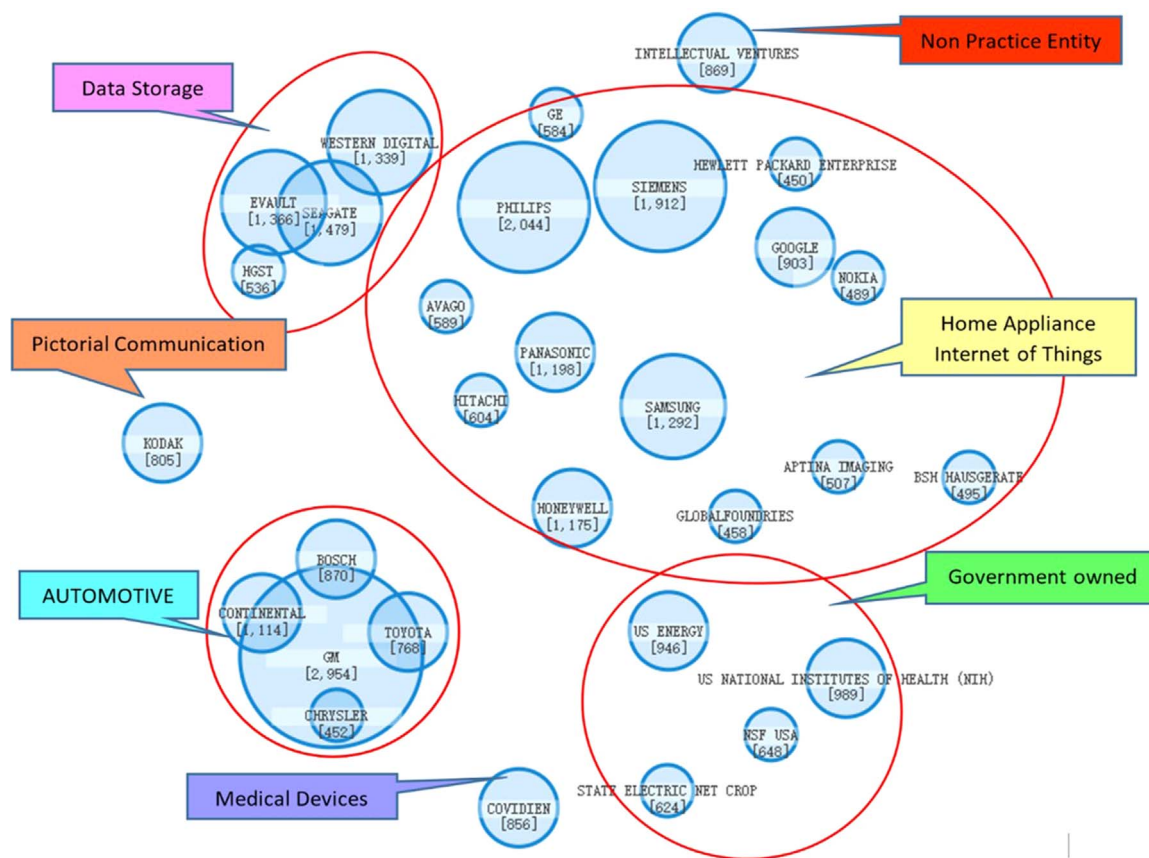 Non Practice Entity
INTELLECTUAL VENTURES
[869]
Data Storage
GE
[584]
WESTERN DIGITAL
[1,339]
HEWLETT PACKARD ENTERPRISE
[450]
SIEMENS
[1,912]
EVAULT
[1,366]
SEAGATE
[1,479]
PHILIPS
[2,044]
GOOGLE
[903]
HGST
[536]
NOKIA
[489]
AVAGO
[589]
Pictorial Communication
Home Appliance
Internet of Things
PANASONIC
[1,198]
HITACHI
[604]
SAMSUNG
[1,292]
KODAK
[805]
APTINA IMAGING
[507]
BSH HAUSGERATE
[495]
HONEYWELL
[1,175]
GLOBALFOUNDRIES
[458]
BOSCH
[870]
Government owned
AUTOMOTIVE
CONTINENTAL
[1,114]
TOYOTA
[768]
US ENERGY
[946]
GM
[2,954]
US NATIONAL INSTITUTES OF HEALTH (NIH)
[989]
CHRYSLER
[452]
NSF USA
[648]
Medical Devices
STATE ELECTRIC NET CROP
[624]
COVIDIEN
[856]